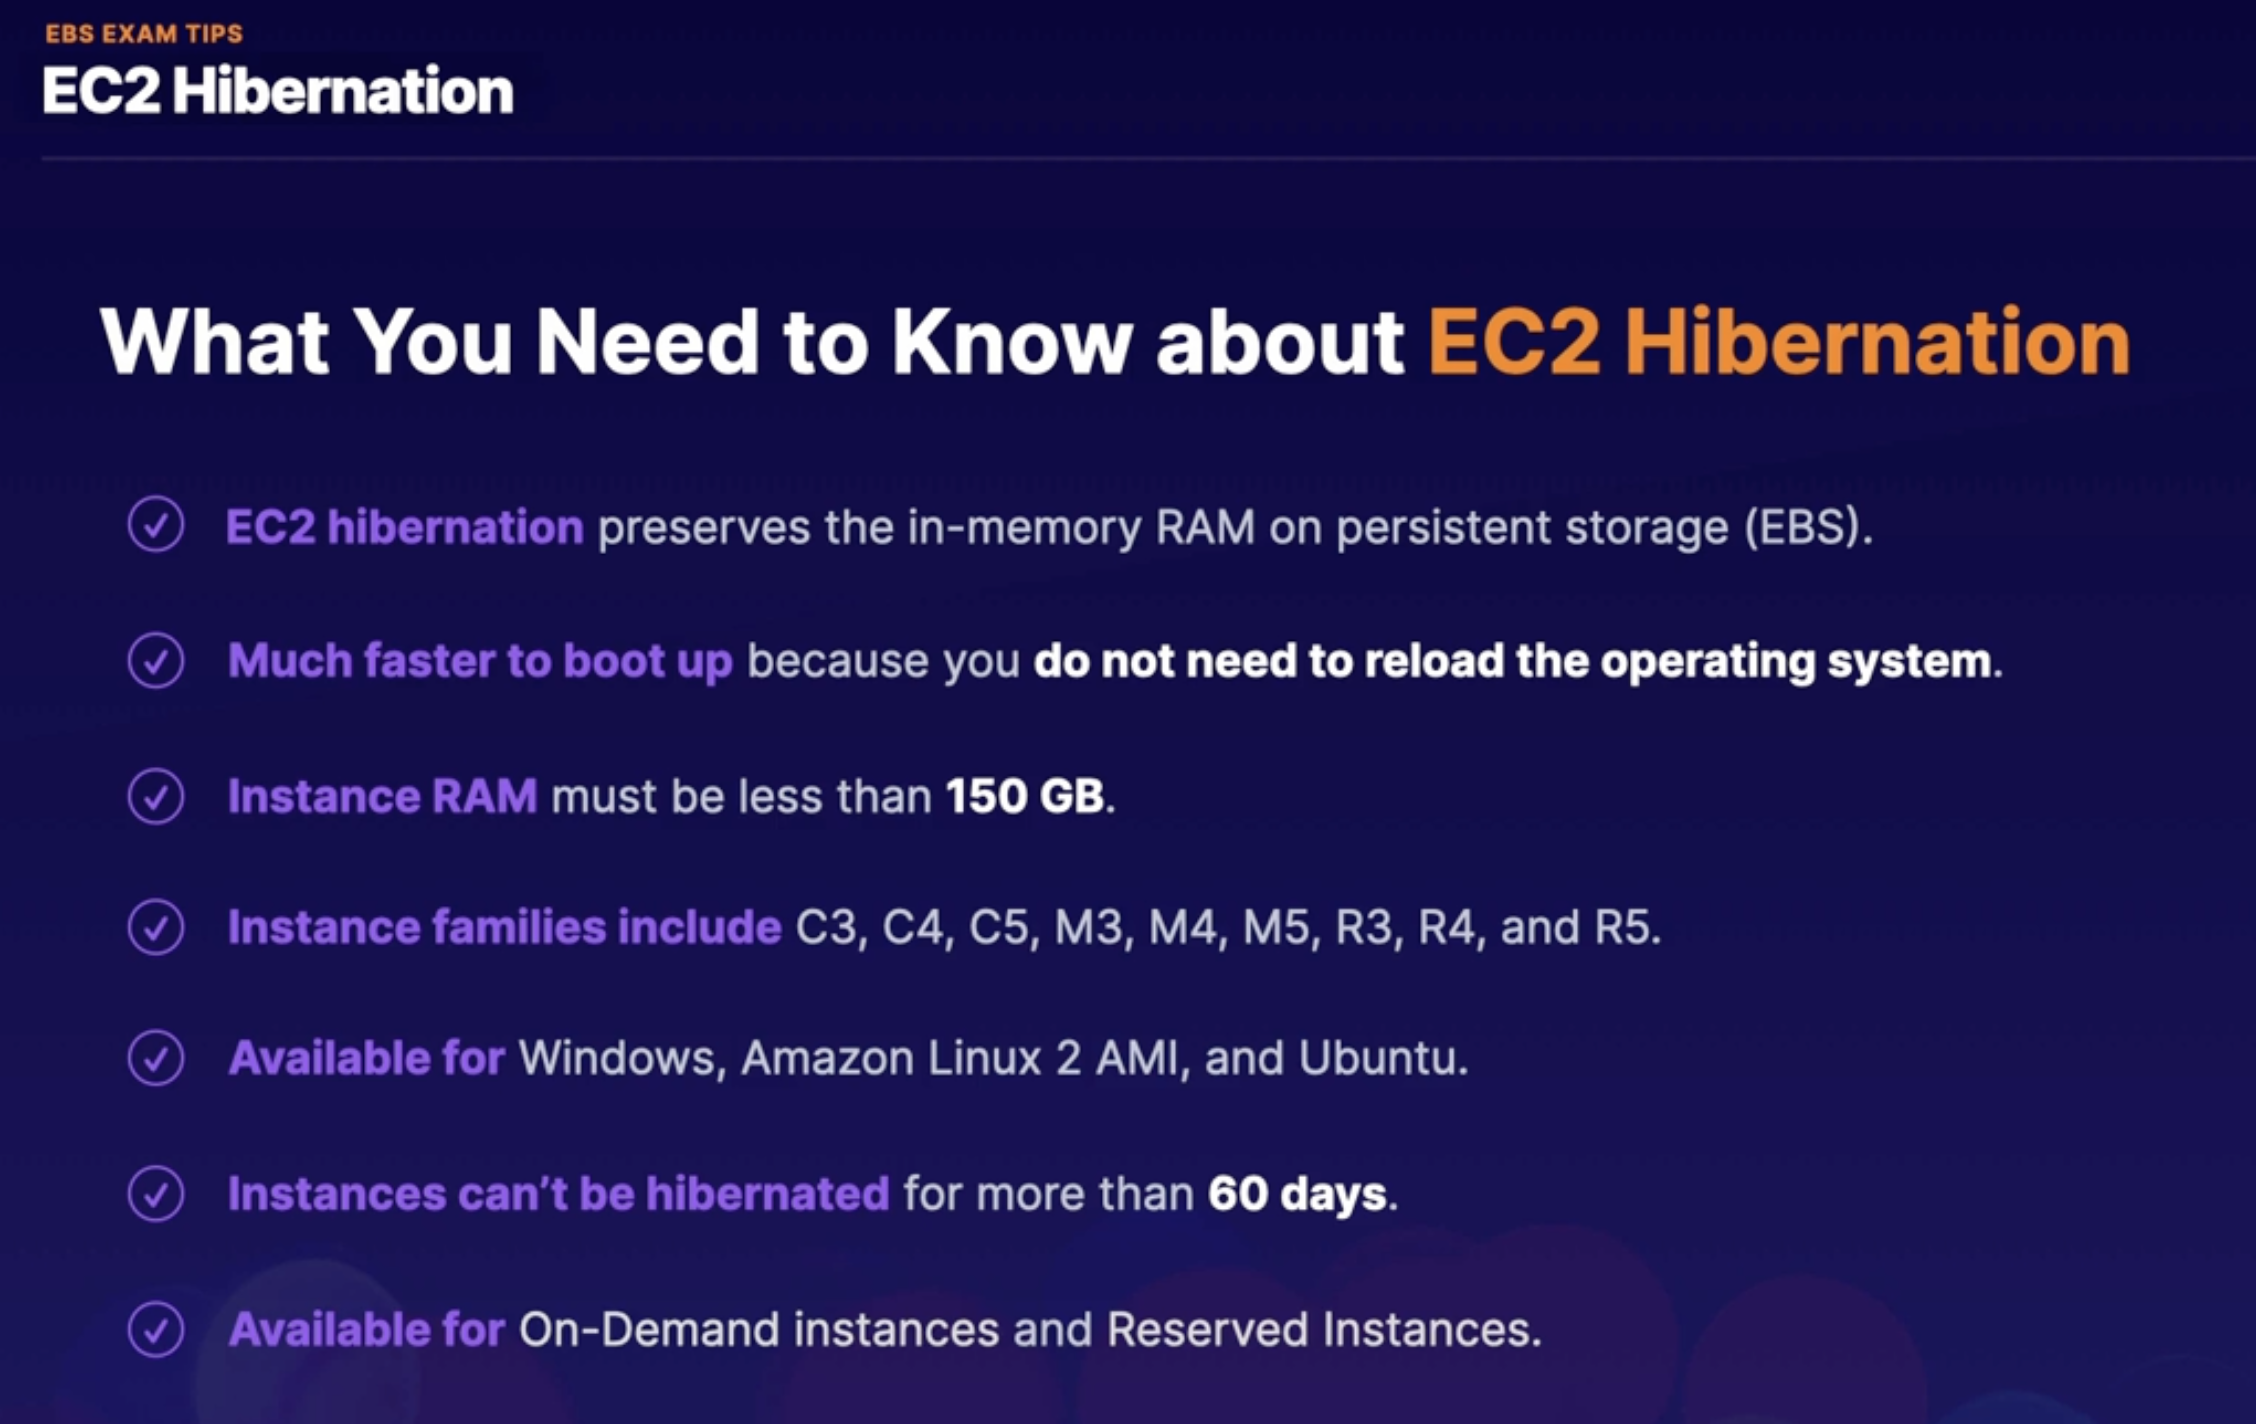 EBS EXAM TIPS
EC2 Hibernation
What You Need to Know about EC2 Hibernation
EC2 hibernation preserves the in-memory RAM on persistent storage (EBS).
Much faster to boot up because you do not need to reload the operating system.
Instance RAM must be less than 150 GB.
Instance families include C3, C4, C5, M3, M4, M5, R3, R4, and R5.
Available for Windows, Amazon Linux 2 AMI, and Ubuntu.
Instances can’t be hibernated for more than 60 days.
Available for On-Demand instances and Reserved Instances.